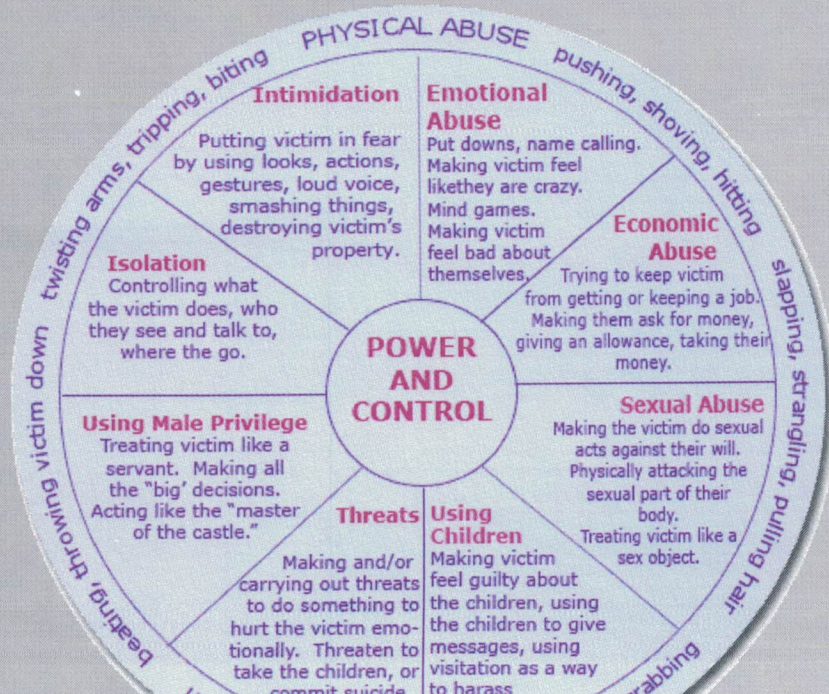 PHYSICAL ABUSE
pushing, shoving, hitting
slapping, strangling, pulling hair
grabbing
beating, throwing victim down
twisting arms, tripping, biting
Intimidation
Putting victim in fear
by using looks, actions,
gestures, loud voice,
smashing things,
destroying victim's
property.
Emotional
Abuse
Put downs, name calling.
Making victim feel
likethey are crazy.
Mind games.
Making victim
feel bad about
themselves.
Economic
Abuse
Trying to keep victim
from getting or keeping a job.
Making them ask for money,
giving an allowance, taking their
money.
Sexual Abuse
Making the victim do sexual
acts against their will.
Physically attacking the
sexual part of their
body.
Treating victim like a
sex object.
Using
Children
Making victim
feel guilty about
the children, using
the children to give
messages, using
visitation as a way
to harass
Threats
Making and/or
carrying out threats
to do something to
hurt the victim emo-
tionally. Threaten to
take the children, or
commit suicide
Using Male Privilege
Treating victim like a
servant. Making all
the "big' decisions.
Acting like the "master
of the castle."
Isolation
Controlling what
the victim does, who
they see and talk to,
where the go.
POWER
AND
CONTROL